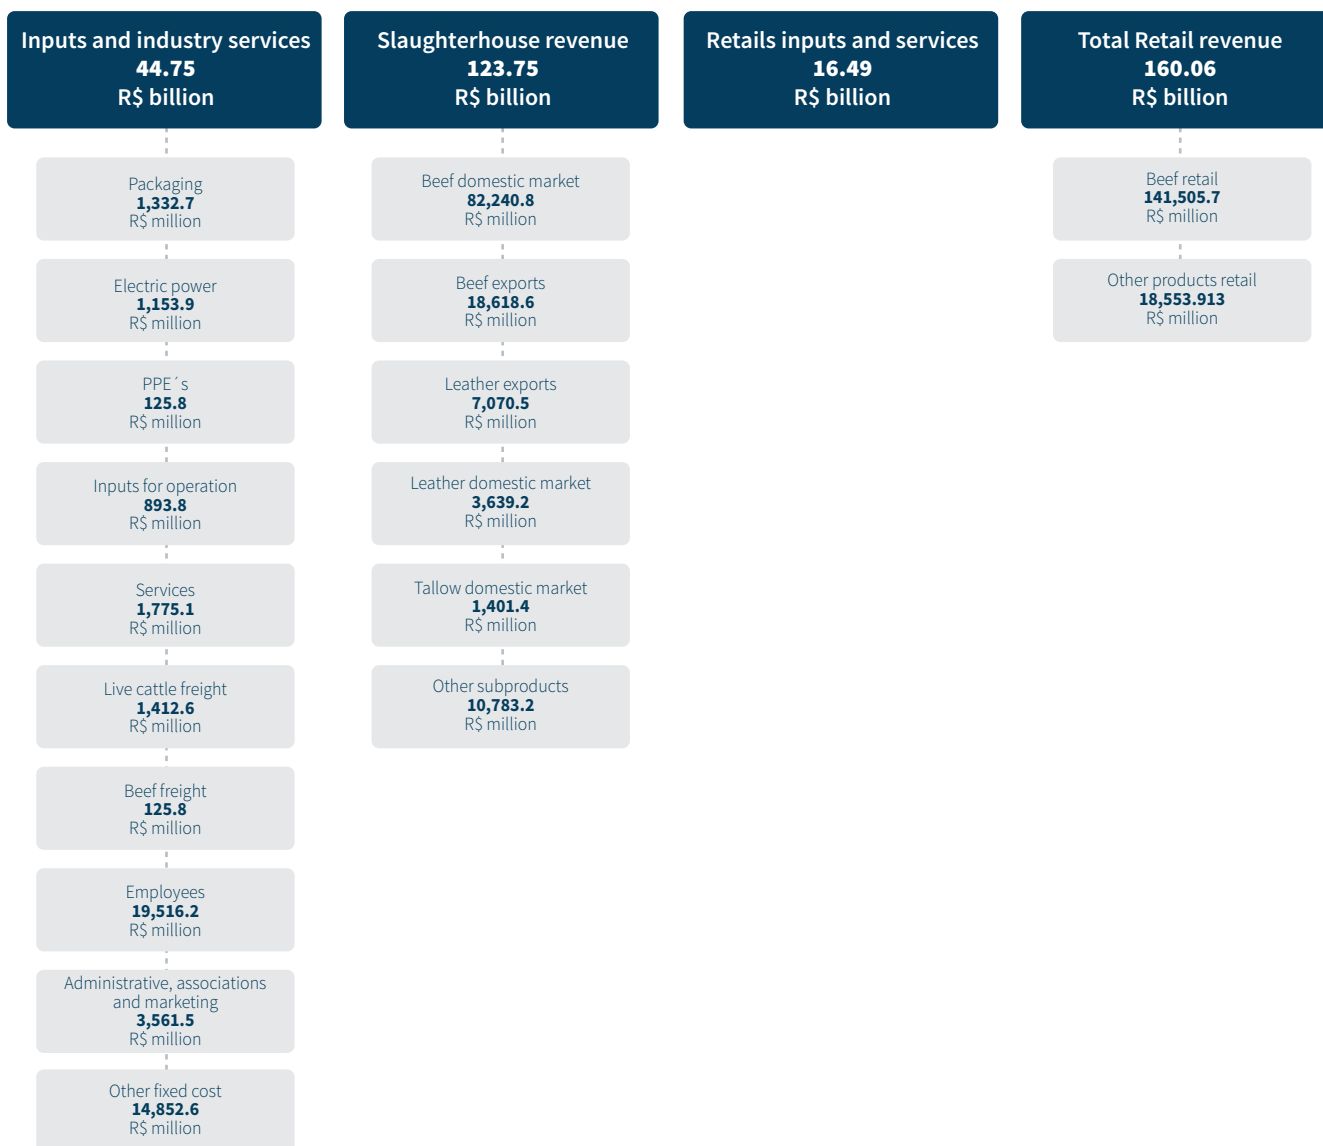 Inputs and industry services
44.75
R$ billion
Packaging
1,332.7
R$ million
Electric power
1,153.9
R$ million
PPE´s
125.8
R$ million
Inputs for operation
893.8
R$ million
Services
1,775.1
R$ million
Live cattle freight
1,412.6
R$ million
Beef freight
125.8
R$ million
Employees
19,516.2
R$ million
Administrative, associations
and marketing
3,561.5
R$ million
Other fixed cost
14,852.6
R$ million
Slaughterhouse revenue
123.75
R$ billion
Beef domestic market
82,240.8
R$ million
Beef exports
18,618.6
R$ million
Leather exports
7,070.5
R$ million
Leather domestic market
3,639.2
R$ million
Tallow domestic market
1,401.4
R$ million
Other subproducts
10,783.2
R$ million
Retails inputs and services
16.49
R$ billion
Total Retail revenue
160.06
R$ billion
Beef retail
141,505.7
R$ million
Other products retail
18,553.913
R$ million